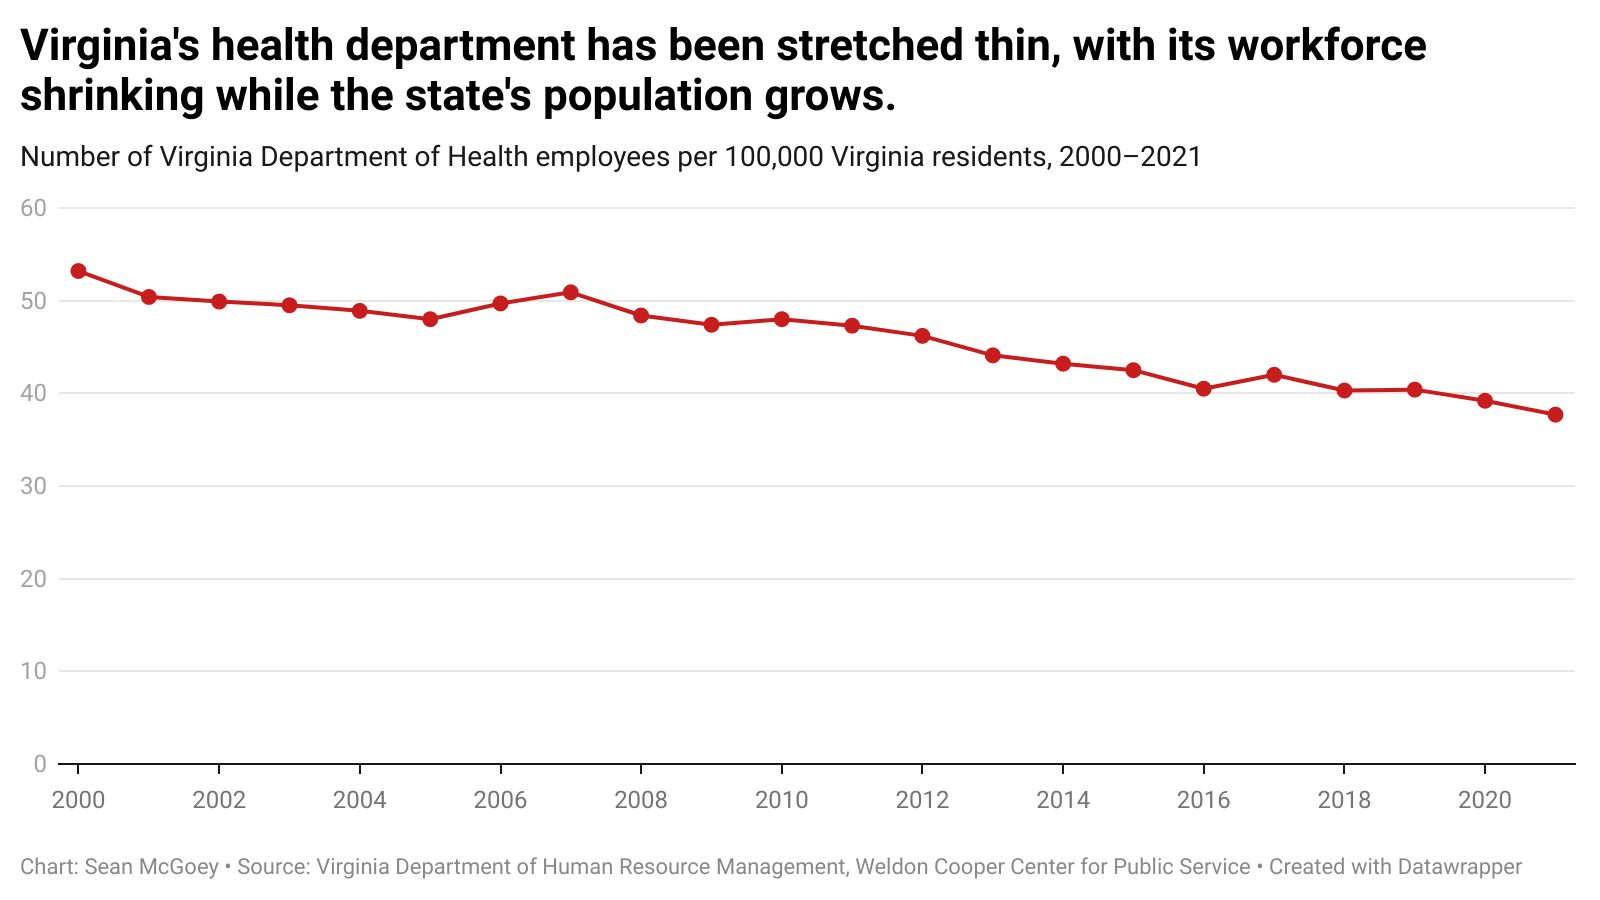 Virginia's health department has been stretched thin, with its workforce
shrinking while the state's population grows.
Number of Virginia Department of Health employees per 100,000 Virginia residents, 2000–2021
60
50
40
30
20
10
0
2000 2002 2004 2006 2008 2010 2012 2014 2016 2018 2020
Chart: Sean McGoey • Source: Virginia Department of Human Resource Management, Weldon Cooper Center for Public Service • Created with Datawrapper